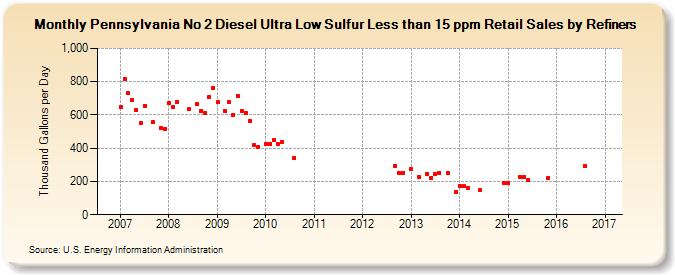 Monthly Pennsylvania No 2 Diesel Ultra Low Sulfur Less than 15 ppm Retail Sales by Refiners
Thousand Gallons per Day
1,000
800
600
400
200
0
2007 2008 2009 2010 2011 2012 2013 2014 2015 2016 2017
Source: U.S. Energy Information Administration